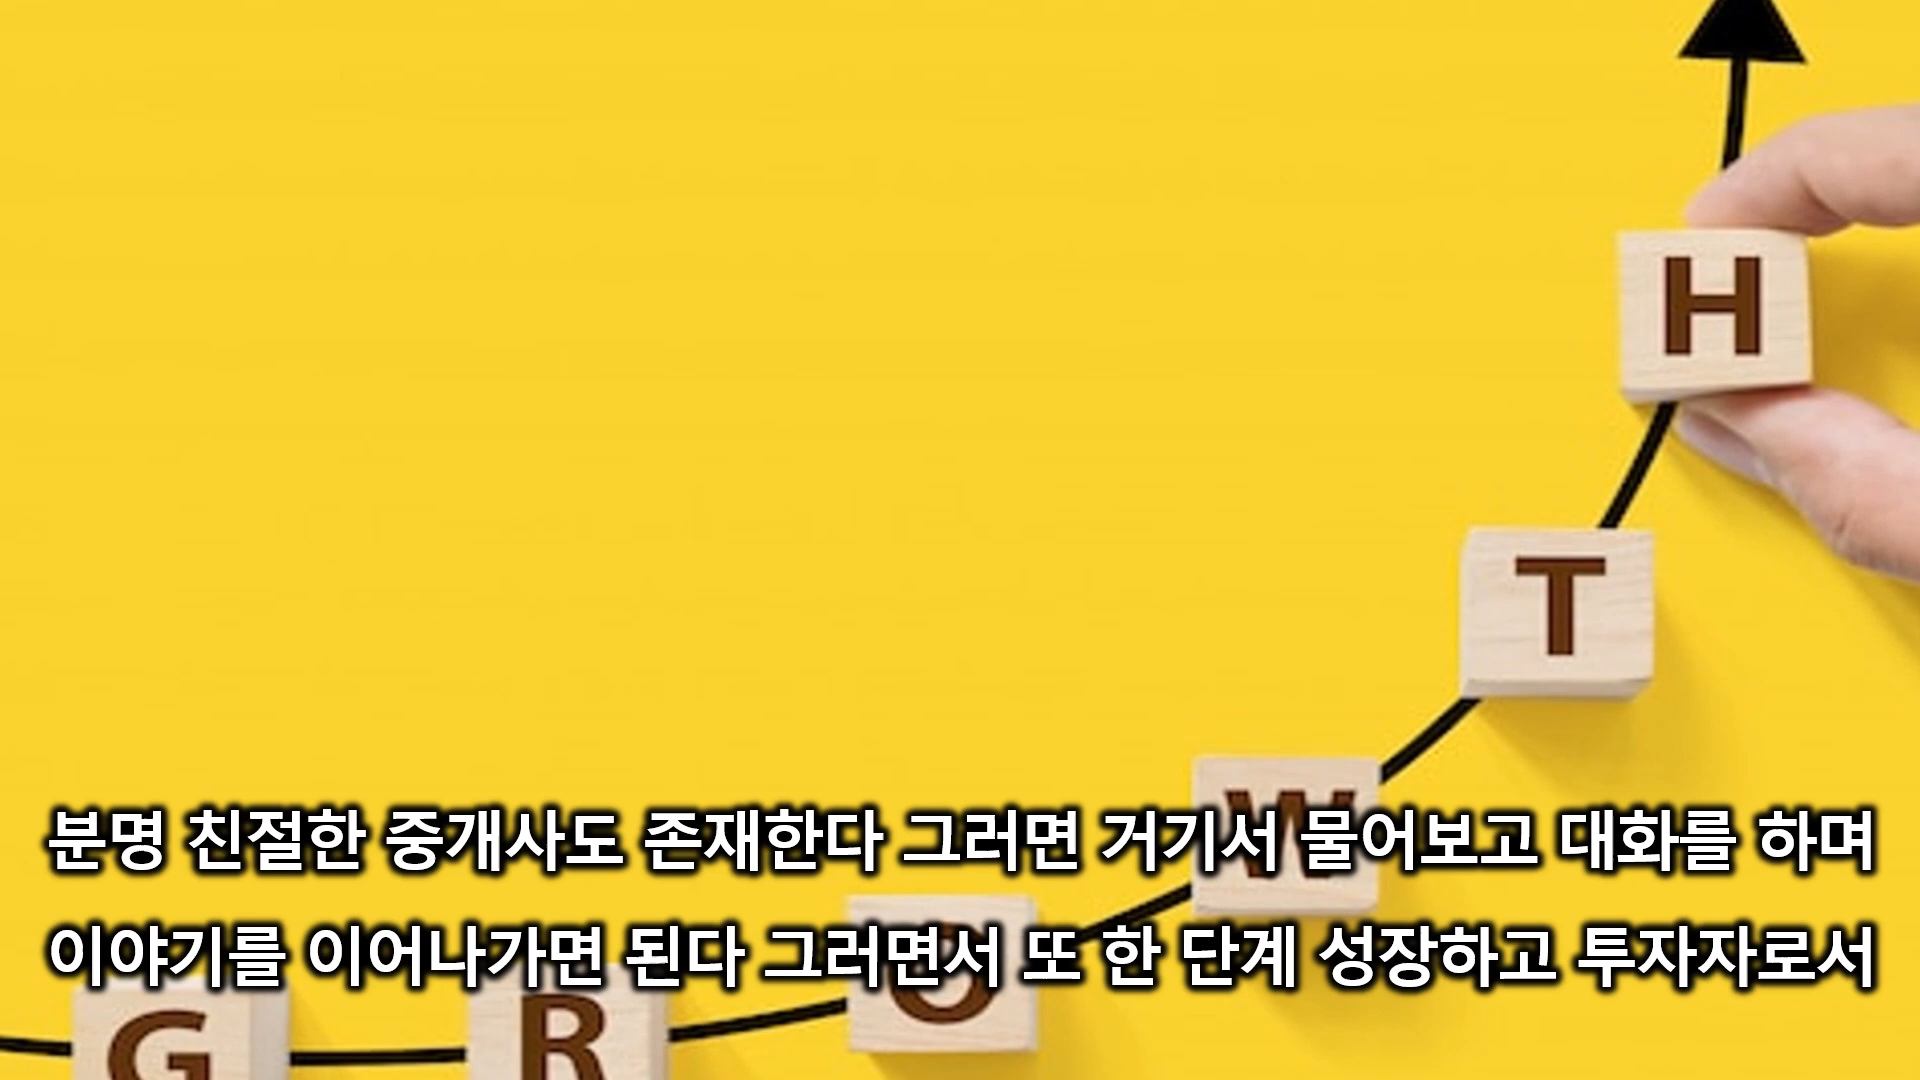 H
T
W
분명 친절한 중개사도 존재한다 그러면 거기서 물어보고 대화를 하며
이야기를 이어나가면 된다 그러면서 또 한 단계 성장하고 투자자로서
O
G R